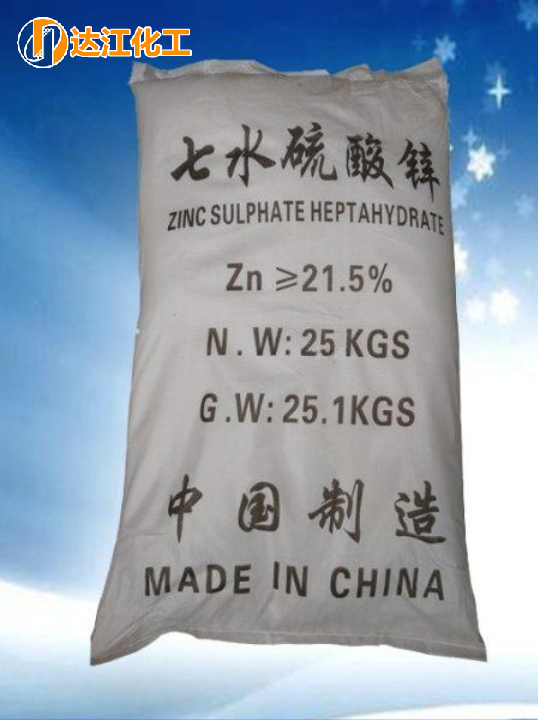 达江化工
七水硫酸锌
ZINC SULPHATE HEPTAHYDRATE
Zn ≥21.5%
N.W: 25 KGS
G.W: 25.1KGS
中国制造
MADE IN CHINA